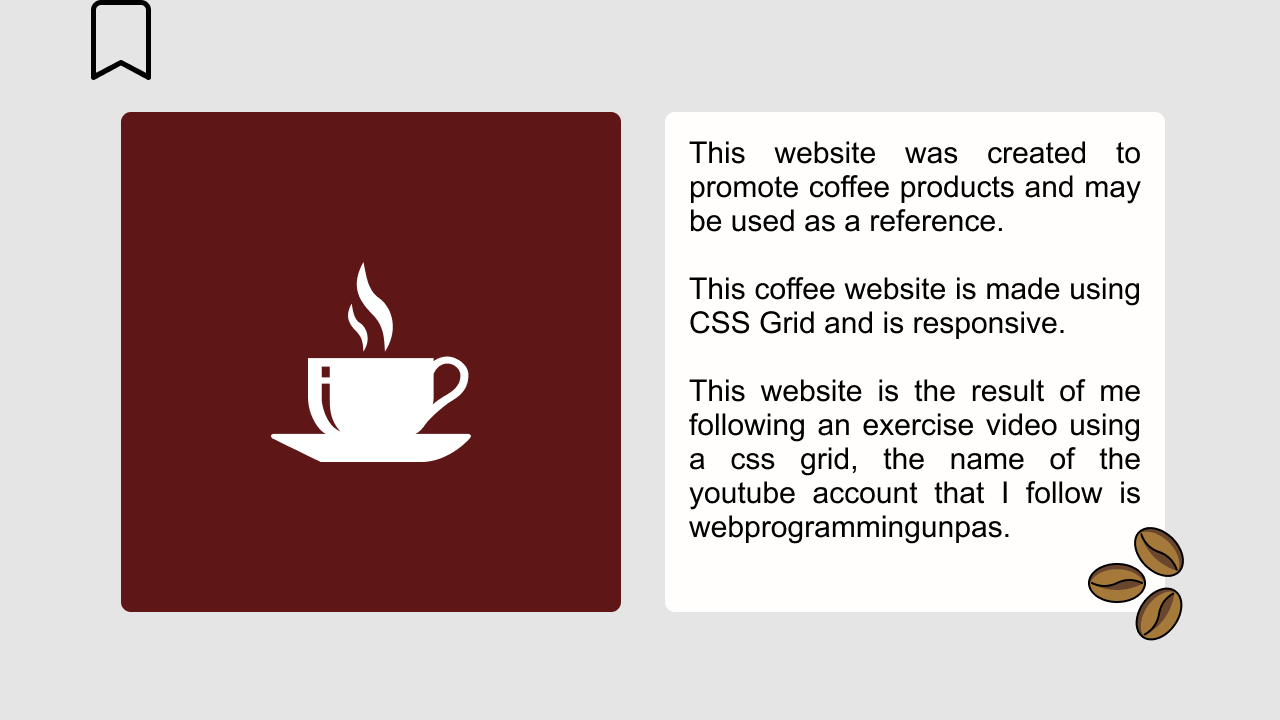 This website was created to
promote coffee products and may
be used as a reference.
This coffee website is made using
CSS Grid and is responsive.
This website is the result of me
following an exercise video using
a css grid, the name of the
youtube account that I follow is
webprogrammingunpas.